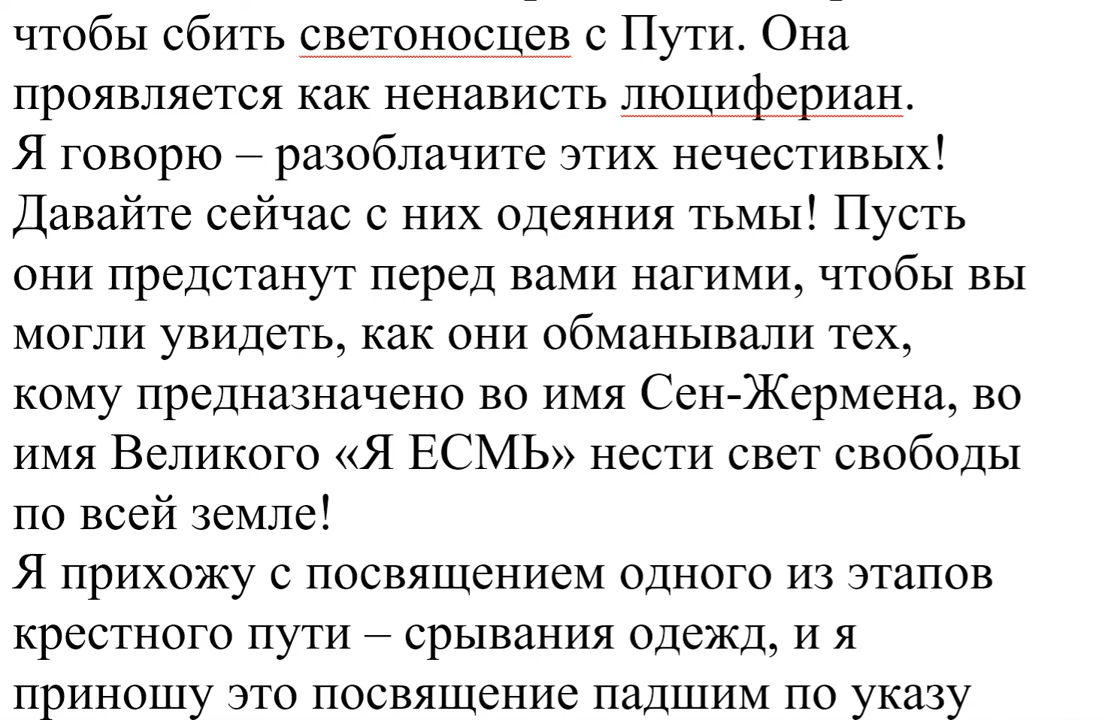 чтобы сбить светоносцев с Пути. Она
проявляется как ненависть люцифериан.
Я говорю – разоблачите этих нечестивых!
Давайте сейчас с них одеяния тьмы! Пусть
они предстанут перед вами нагими, чтобы вы
могли увидеть, как они обманывали тех,
кому предназначено во имя Сен-Жермена, во
имя Великого «Я ЕСМЬ» нести свет свободы
по всей земле!
Я прихожу с посвящением одного из этапов
крестного пути – срывания одежд, и я
приношу это посвящение падшим по указу